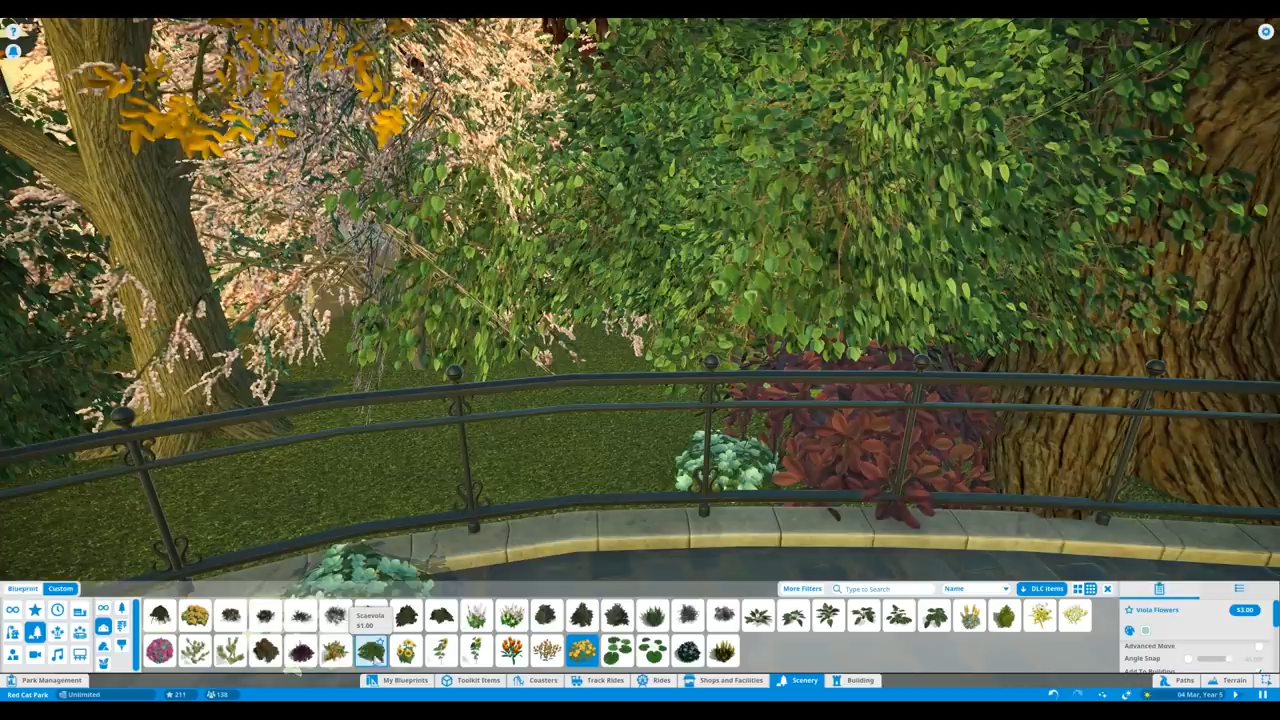 ?
Blueprint Custom
More Filters Type to Search Name DLC items
Scaevola
$1.00
Viola Flowers $3.00
Advanced Move
Angle Snap
Park Management My Blueprints Toolkit Items Coasters Track Rides Rides Shops and Facilities Scenery Building Paths Terrain
Red Cat Park Unlimited 211 138 04 Mar, Year 5